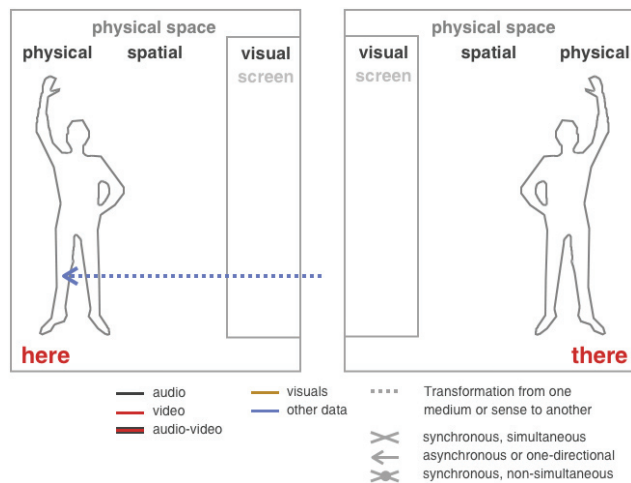 physical space
physical spatial visual
screen
here
physical space
visual spatial physical
screen
there
audio
video
audio-video
visuals
other data
Transformation from one
medium or sense to another
synchronous, simultaneous
asynchronous or one-directional
synchronous, non-simultaneous